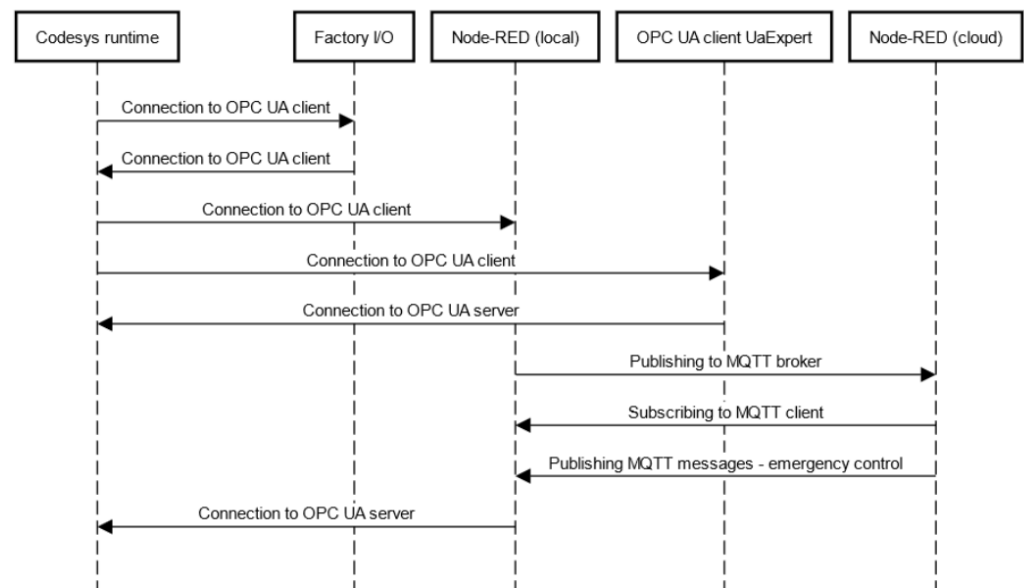 Codesys runtime
Factory I/O
Node-RED (local)
OPC UA client UaExpert
Node-RED (cloud)
Connection to OPC UA client
Connection to OPC UA client
Connection to OPC UA client
Connection to OPC UA client
Connection to OPC UA server
Publishing to MQTT broker
Subscribing to MQTT client
Publishing MQTT messages - emergency control
Connection to OPC UA server